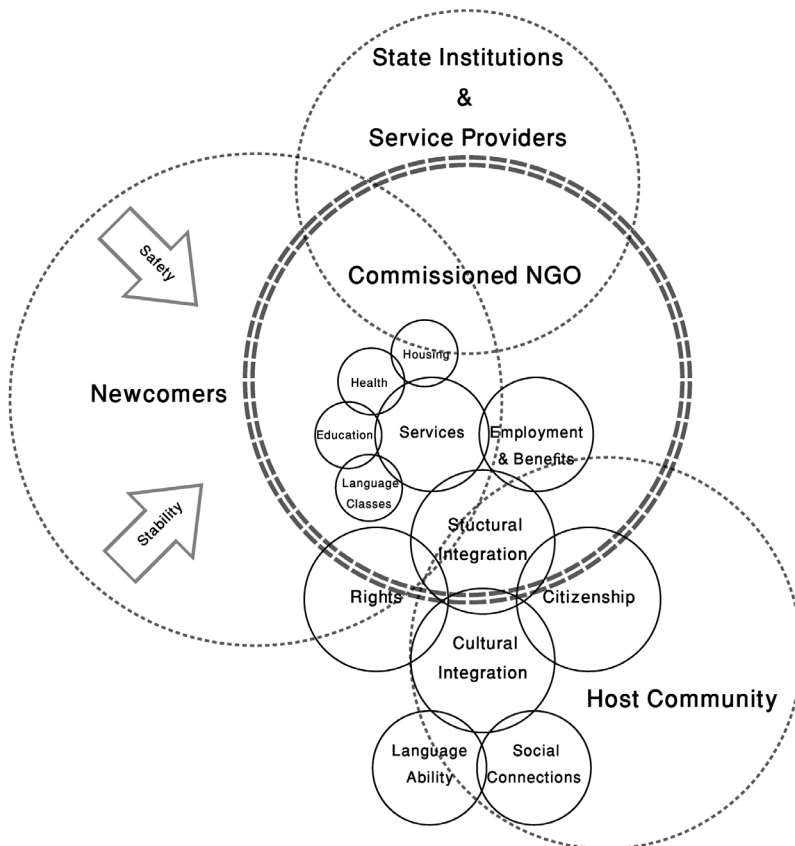 State Institutions
&
Service Providers
Safety
Commissioned NGO
Housing
Health
Newcomers
Education
Services
Employment
& Benefits
Language
Classes
Stability
Stuctural
Integration
Rights
Citizenship
Cultural
Integration
Host Community
Language
Ability
Social
Connections